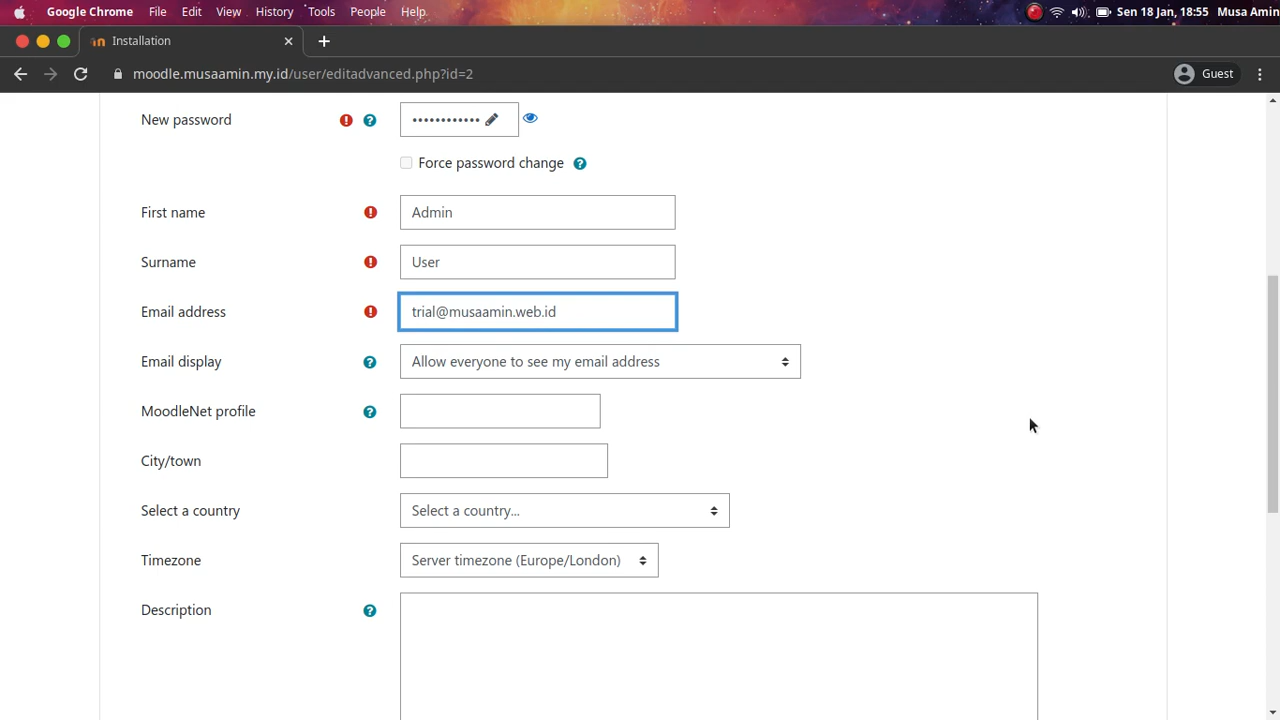 Google Chrome File Edit View History Tools People Help Sen 18 Jan, 18:55 Musa Amin
Installation
moodle.musaamin.my.id/user/editadvanced.php?id=2 Guest
New password ••••••••••••
Force password change
First name Admin
Surname User
Email address trial@musaamin.web.id
Email display Allow everyone to see my email address
MoodleNet profile
City/town
Select a country Select a country...
Timezone Server timezone (Europe/London)
Description